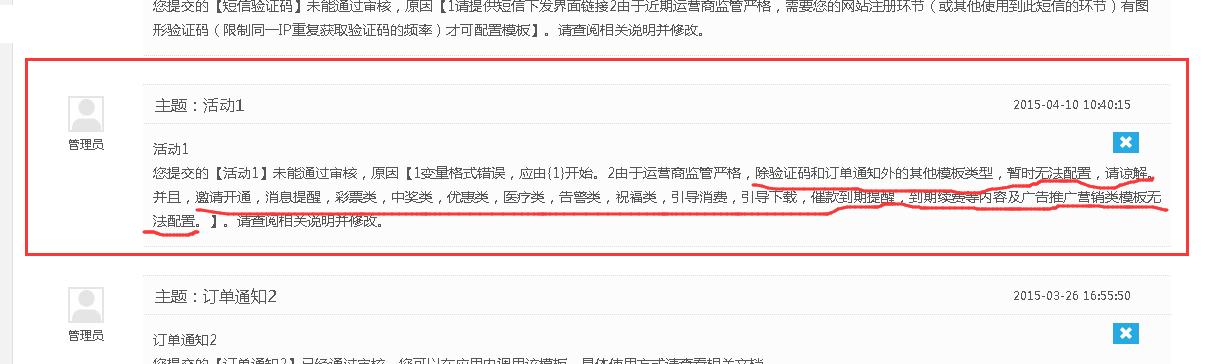 您提交的【短信验证码】未能通过审核，原因【1请提供短信下发界面链接2由于近期运营商监管严格，需要您的网站注册环节（或其他使用到此短信的环节）有图
形验证码（限制同一IP重复获取验证码的频率）才可配置模板】。请查阅相关说明并修改。
主题：活动1
2015-04-10 10:40:15
管理员
活动1
您提交的【活动1】未能通过审核，原因【1变量格式错误，应由{1}开始。2由于运营商监管严格，除验证码和订单通知外的其他模板类型，暂时无法配置，请谅解。
并且，邀请开通，消息提醒，彩票类，中奖类，优惠类，医疗类，告警类，祝福类，引导消费，引导下载，催款到期提醒，到期续费等内容及广告推广营销类模板无
法配置。】。请查阅相关说明并修改。
主题：订单通知2
2015-03-26 16:55:50
管理员
订单通知2
您提交的【订单通知2】已经通过审核，您可以在应用中调用该模板，具体使用方式请查看相关文档。